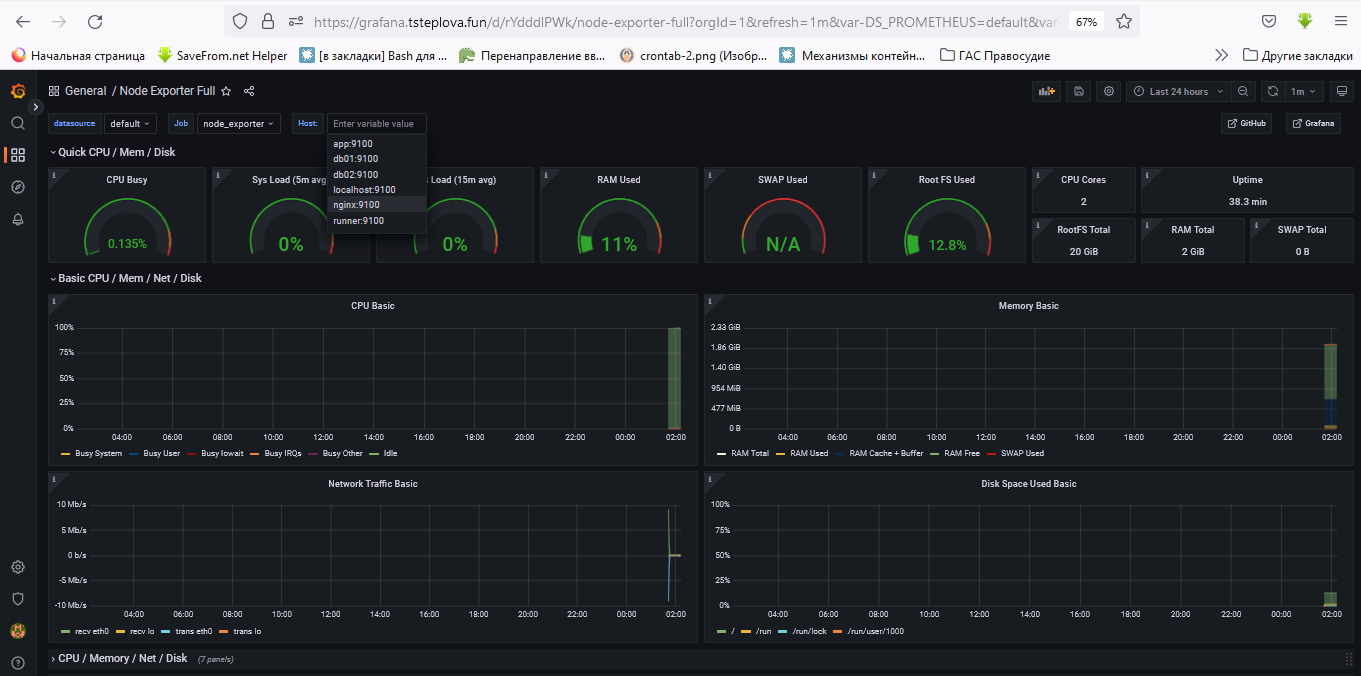 https://grafana.tsteplova.fun/d/rYdddlPWk/node-exporter-full?orgId=1&refresh=1m&var-DS_PROMETHEUS=default&var-
67%
Начальная страница
SaveFrom.net Helper
[в закладки] Bash для ...
Перенаправление вв...
crontab-2.png (Изобр...
Механизмы контейн...
ГАС Правосудие
Другие закладки
General / Node Exporter Full
Last 24 hours
1m
datasource
default
Job
node_exporter
Host:
Enter variable value
GitHub
Grafana
app:9100
db01:9100
db02:9100
localhost:9100
nginx:9100
runner:9100
Quick CPU / Mem / Disk
CPU Busy
0.135%
Sys Load (5m avg
0%
Load (15m avg)
0%
RAM Used
11%
SWAP Used
N/A
Root FS Used
12.8%
CPU Cores
2
Uptime
38.3 min
RootFS Total
20 GiB
RAM Total
2 GiB
SWAP Total
0 B
Basic CPU / Mem / Net / Disk
CPU Basic
100%
75%
50%
25%
0%
04:00 06:00 08:00 10:00 12:00 14:00 16:00 18:00 20:00 22:00 00:00 02:00
Busy System Busy User Busy Iowait Busy IRQs Busy Other Idle
Memory Basic
2.33 GiB
1.86 GiB
1.40 GiB
954 MiB
477 MiB
0 B
04:00 06:00 08:00 10:00 12:00 14:00 16:00 18:00 20:00 22:00 00:00 02:00
RAM Total RAM Used RAM Cache + Buffer RAM Free SWAP Used
Network Traffic Basic
10 Mb/s
5 Mb/s
0 b/s
-5 Mb/s
-10 Mb/s
04:00 06:00 08:00 10:00 12:00 14:00 16:00 18:00 20:00 22:00 00:00 02:00
recv eth0 recv lo trans eth0 trans lo
Disk Space Used Basic
100%
75%
50%
25%
0%
04:00 06:00 08:00 10:00 12:00 14:00 16:00 18:00 20:00 22:00 00:00 02:00
/ /run /run/lock /run/user/1000
CPU / Memory / Net / Disk (7 panels)